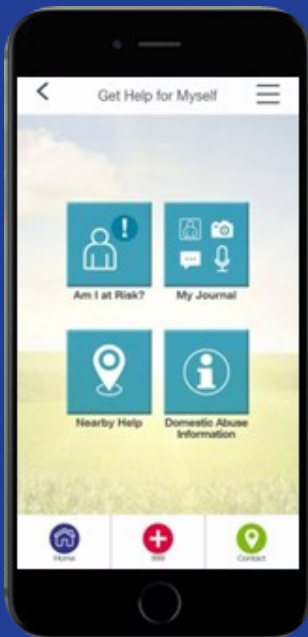 Get Help for Myself
Am I at Risk?
My Journal
Nearby Help
Domestic Abuse
Information
Home
999
Contact